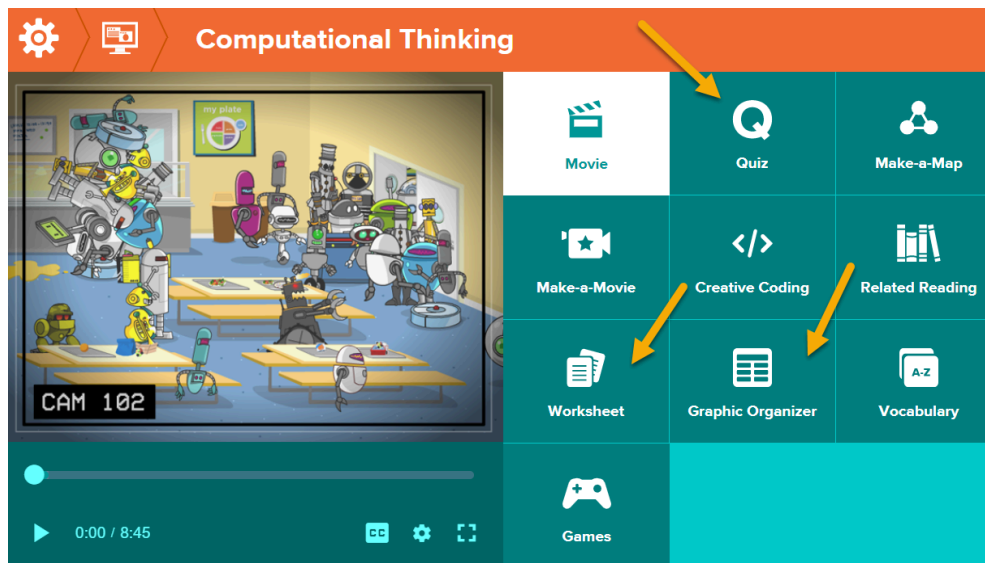 Computational Thinking
my plate
Movie
Q
Quiz
Make-a-Map
Make-a-Movie
</>
Creative Coding
Related Reading
Worksheet
Graphic Organizer
A-Z
Vocabulary
CAM 102
0:00 / 8:45
CC
Games